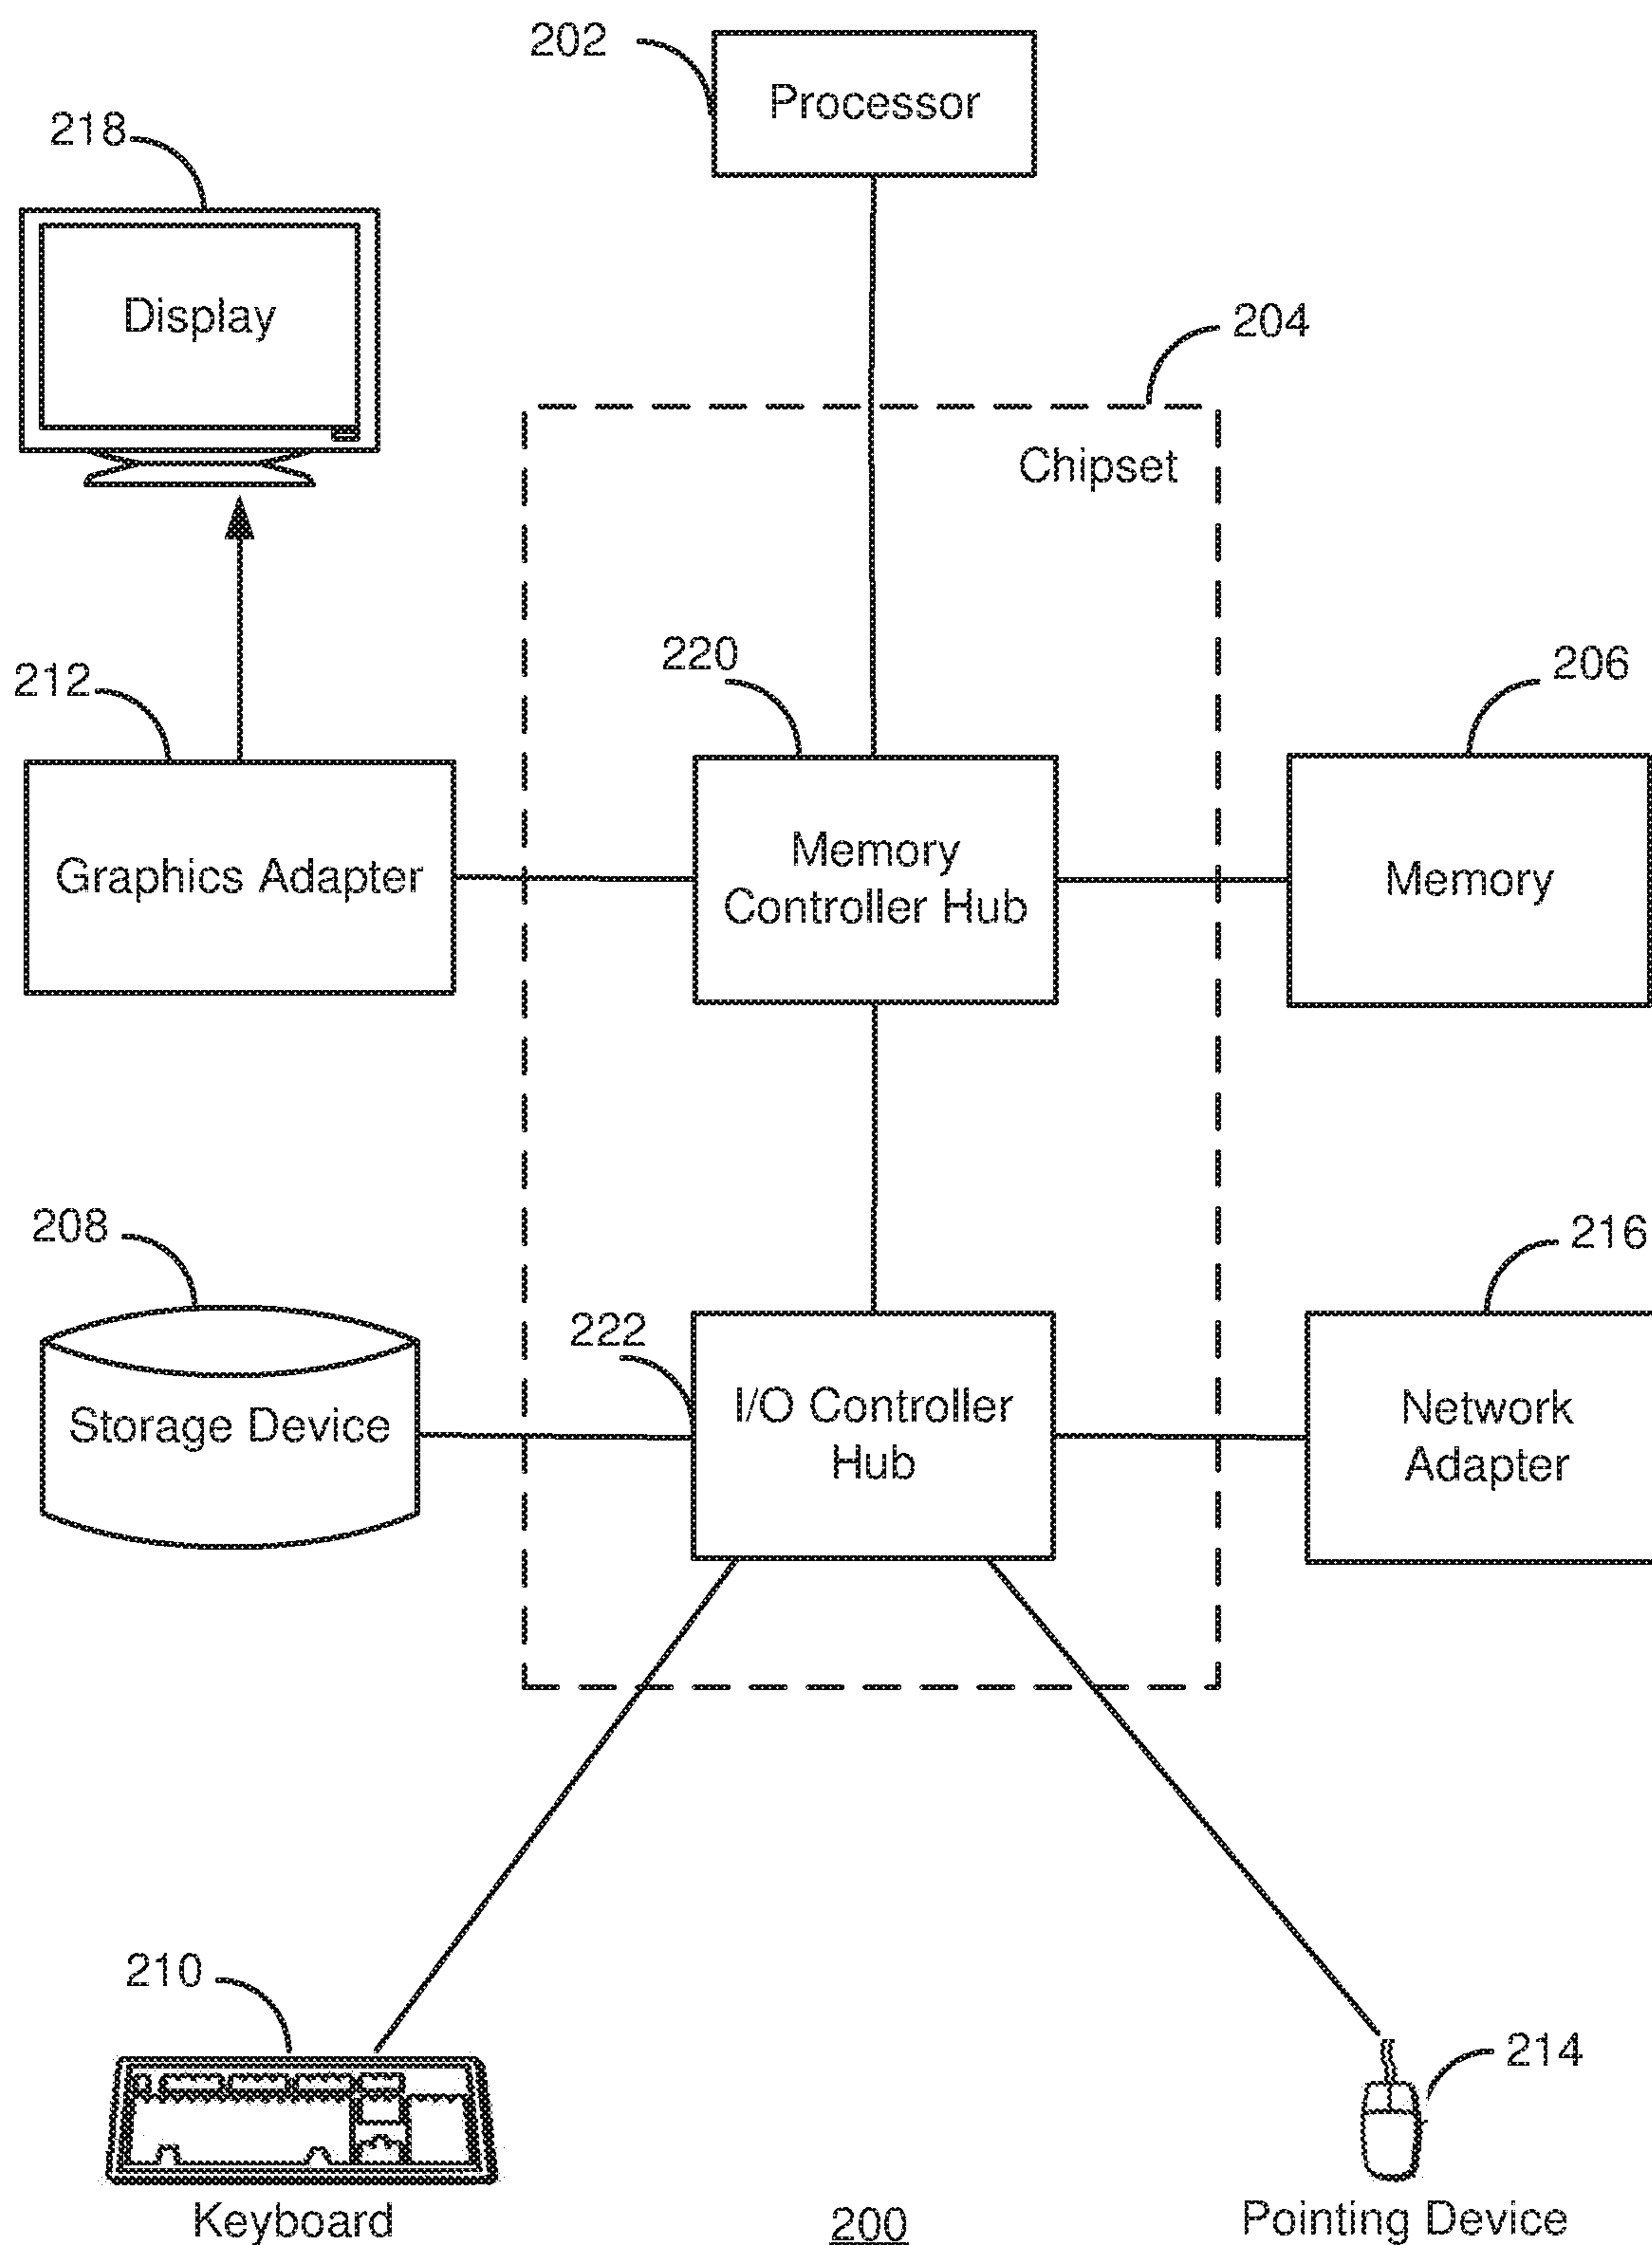 202
Processor
218
Display
204
Chipset
220
212
206
Graphics Adapter
Memory
Controller Hub
Memory
208
216
222
Storage Device
I/O Controller
Hub
Network
Adapter
210
214
Keyboard
200
Pointing Device